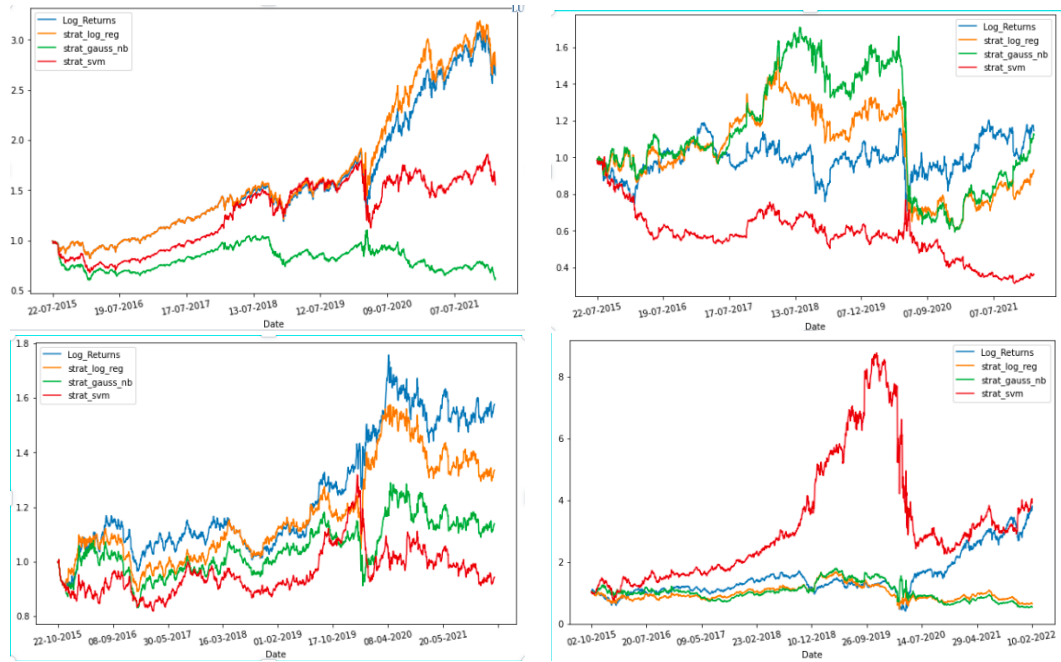 LU
Log_Returns
strat_log_reg
strat_gauss_nb
strat_svm
3.0
2.5
2.0
1.5
1.0
0.5
22-07-2015 19-07-2016 17-07-2017 13-07-2018 12-07-2019 09-07-2020 07-07-2021
Date
Log_Returns
strat_log_reg
strat_gauss_nb
strat_svm
1.6
1.4
1.2
1.0
0.8
0.6
0.4
22-07-2015 19-07-2016 17-07-2017 13-07-2018 07-12-2019 07-09-2020 07-07-2021
Date
Log_Returns
strat_log_reg
strat_gauss_nb
strat_svm
1.8
1.6
1.4
1.2
1.0
0.8
22-10-2015 08-09-2016 30-05-2017 16-03-2018 01-02-2019 17-10-2019 08-04-2020 20-05-2021
Date
Log_Returns
strat_log_reg
strat_gauss_nb
strat_svm
8
6
4
2
0
02-10-2015 20-07-2016 09-05-2017 23-02-2018 10-12-2018 26-09-2019 14-07-2020 29-04-2021 10-02-2022
Date